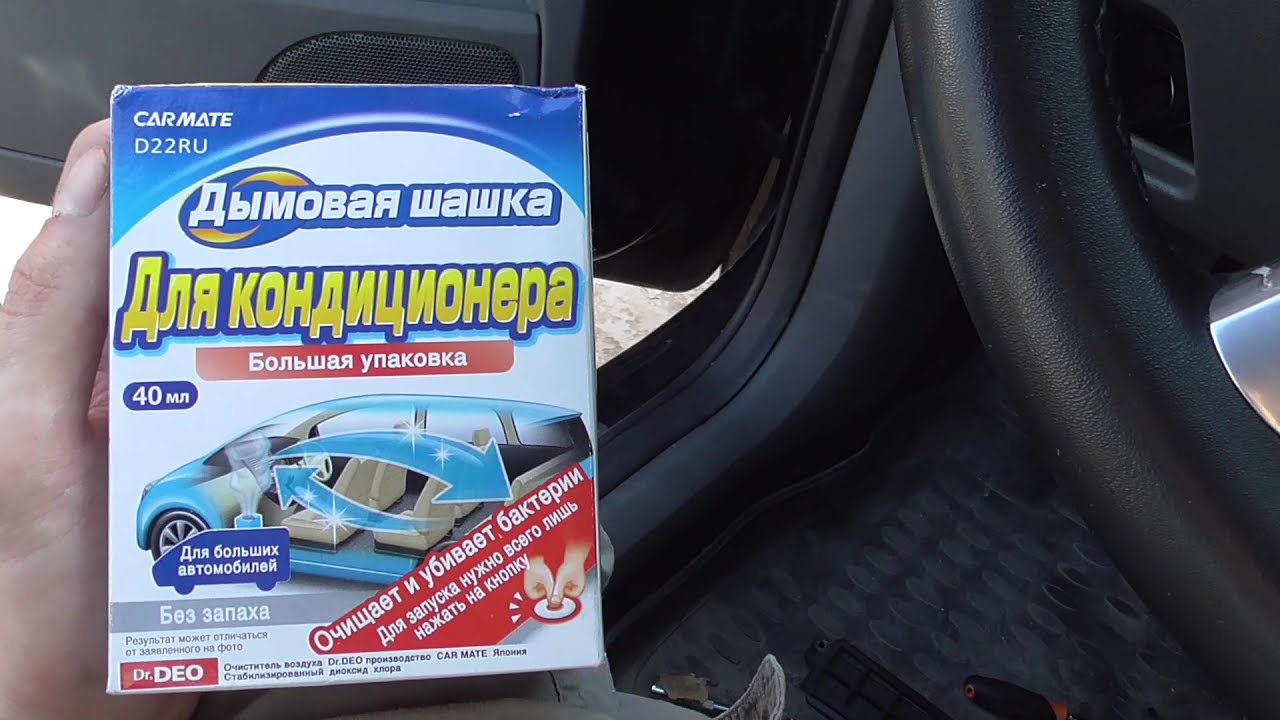 CARMATE
D22RU
Дымовая шашка
Для кондиционера
Большая упаковка
40 мл
Для больших
автомобилей
Очищает и убивает бактерии
Для запуска нужно всего лишь
нажать на кнопку
Без запаха
Результат может отличаться
от заявленного на фото
Dr.DEO
Очиститель воздуха Dr.DEO производство CAR MATE Япония
Стабилизированный диоксид хлора